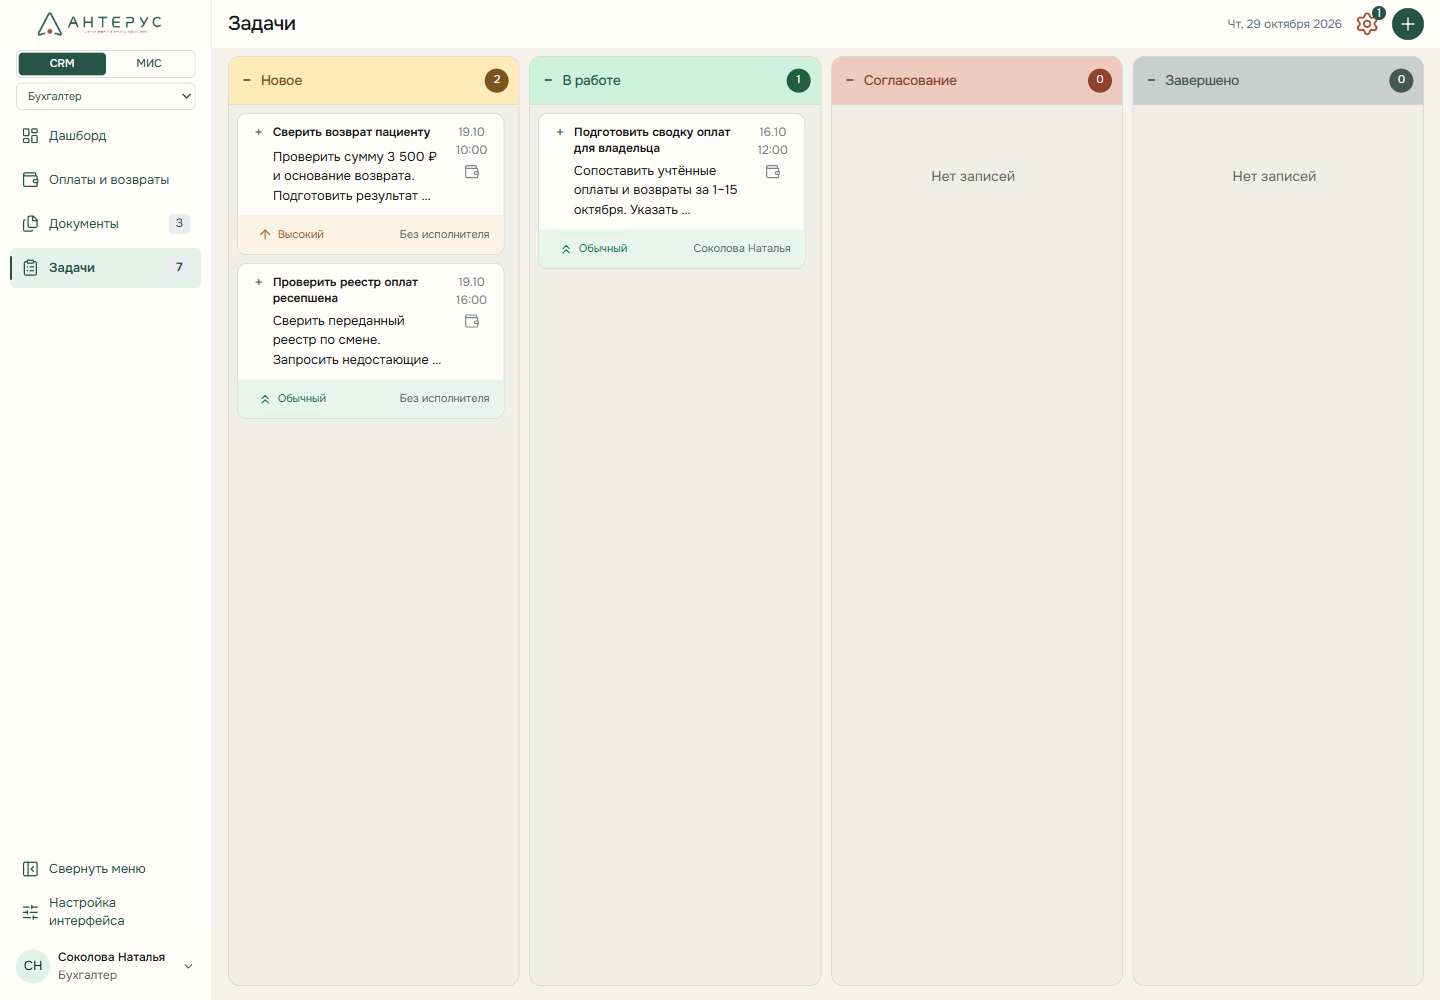 АНТЕРУС
CRM
МИС
Бухгалтер
Дашборд
Оплаты и возвраты
Документы
3
Задачи
7
Свернуть меню
Настройка
интерфейса
СН
Соколова Наталья
Бухгалтер
Задачи
Чт, 29 октября 2026
1
Новое
2
+ Сверить возврат пациенту
19.10
10:00
Проверить сумму 3 500 ₽
и основание возврата.
Подготовить результат ...
Высокий
Без исполнителя
+ Проверить реестр оплат
ресепшена
19.10
16:00
Сверить переданный
реестр по смене.
Запросить недостающие ...
Обычный
Без исполнителя
В работе
1
+ Подготовить сводку оплат
для владельца
16.10
12:00
Сопоставить учтённые
оплаты и возвраты за 1–15
октября. Указать ...
Обычный
Соколова Наталья
Согласование
0
Нет записей
Завершено
0
Нет записей